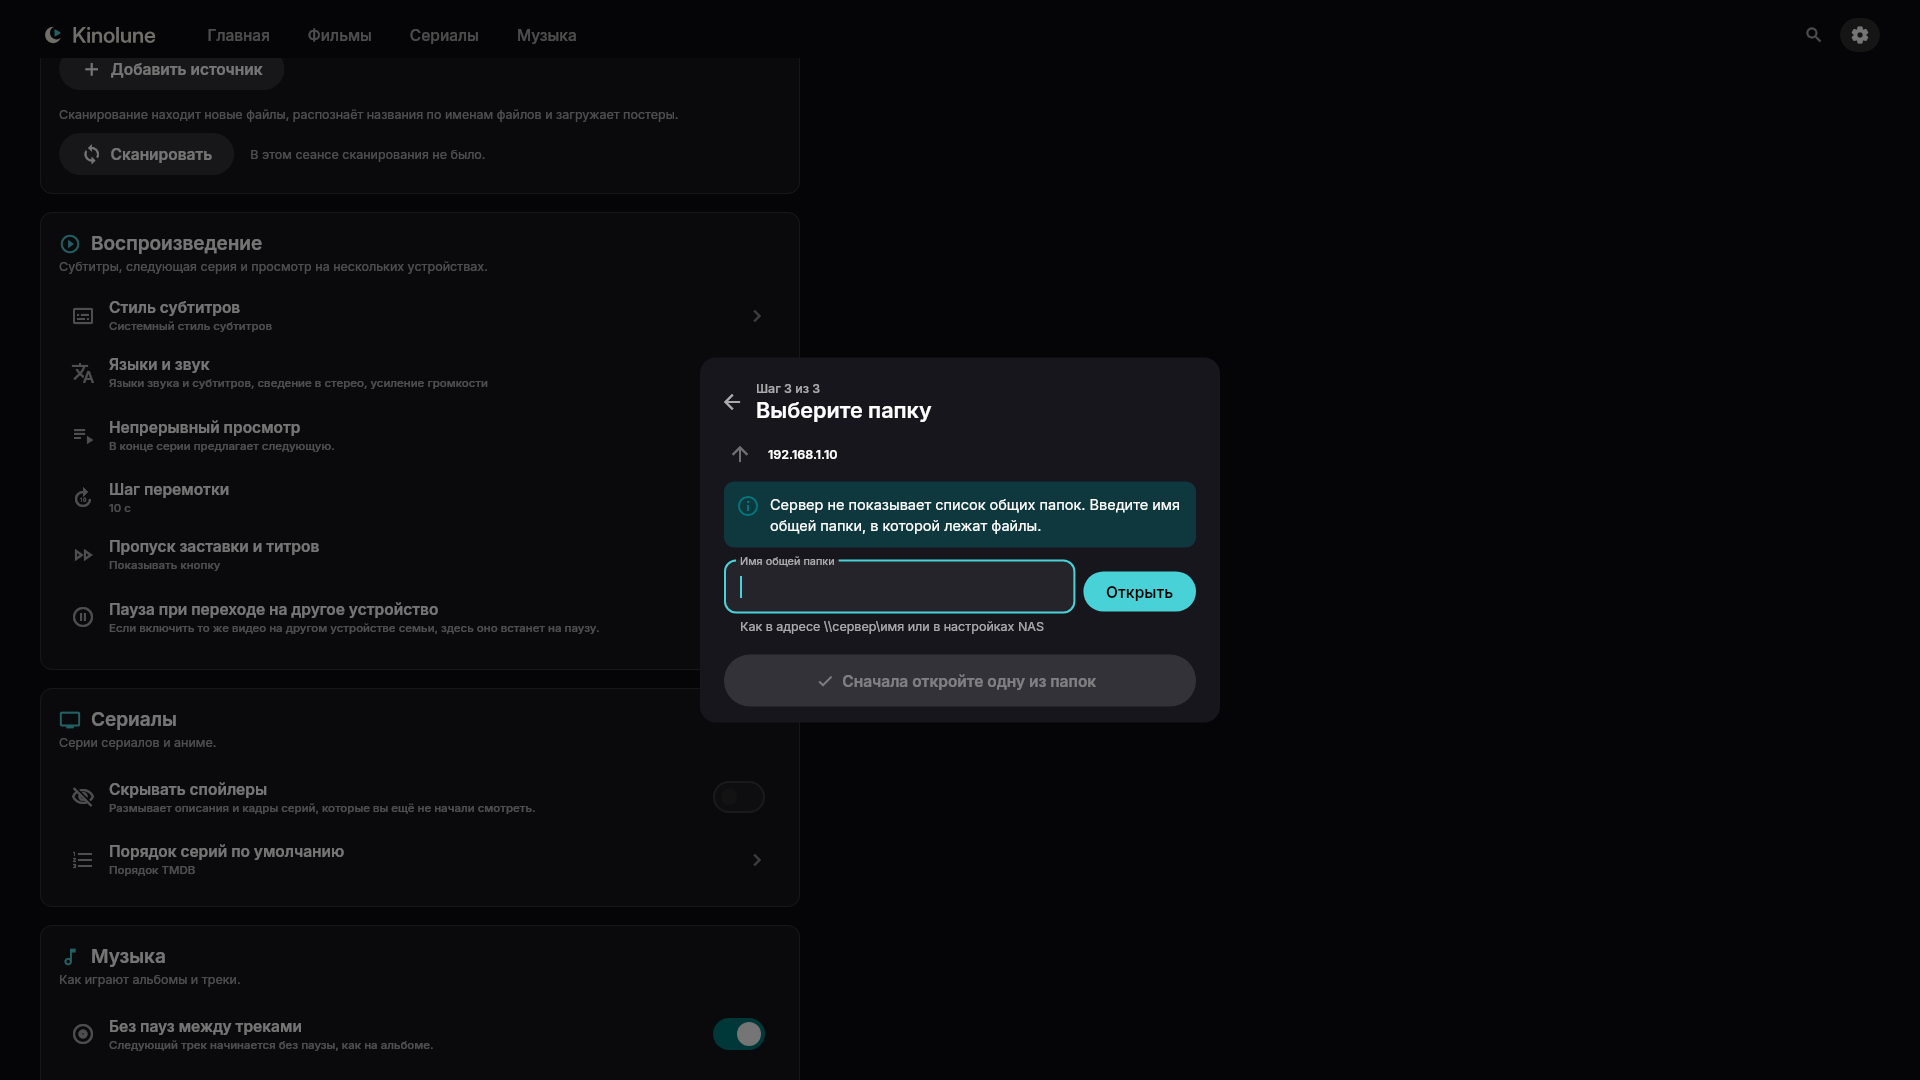 Kinolune
Главная
Фильмы
Сериалы
Музыка
Добавить источник
Сканирование находит новые файлы, распознаёт названия по именам файлов и загружает постеры.
Сканировать
В этом сеансе сканирования не было.
Воспроизведение
Субтитры, следующая серия и просмотр на нескольких устройствах.
Стиль субтитров
Системный стиль субтитров
Языки и звук
Языки звука и субтитров, сведение в стерео, усиление громкости
Непрерывный просмотр
В конце серии предлагает следующую.
Шаг перемотки
10 с
Пропуск заставки и титров
Показывать кнопку
Пауза при переходе на другое устройство
Если включить то же видео на другом устройстве семьи, здесь оно встанет на паузу.
Сериалы
Серии сериалов и аниме.
Скрывать спойлеры
Размывает описания и кадры серий, которые вы ещё не начали смотреть.
Порядок серий по умолчанию
Порядок TMDB
Музыка
Как играют альбомы и треки.
Без пауз между треками
Следующий трек начинается без паузы, как на альбоме.
Шаг 3 из 3
Выберите папку
192.168.1.10
Сервер не показывает список общих папок. Введите имя
общей папки, в которой лежат файлы.
Имя общей папки
Открыть
Как в адресе \\сервер\имя или в настройках NAS
Сначала откройте одну из папок